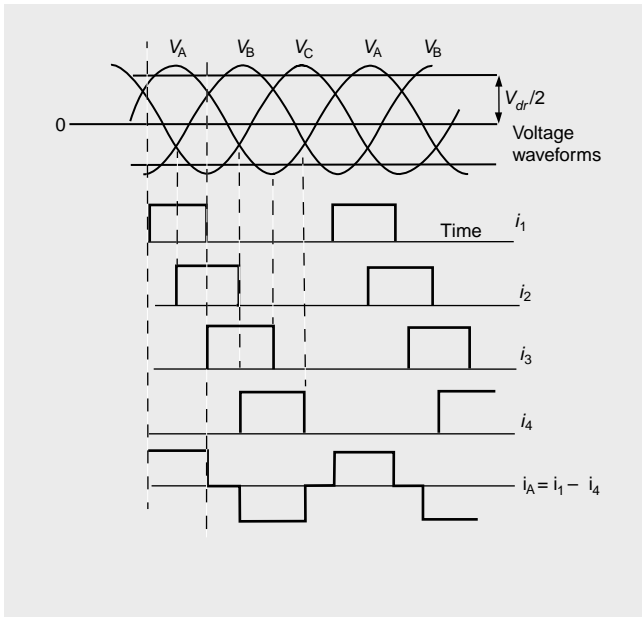 V_A V_B V_C V_A V_B
V_dr/2
0
Voltage
waveforms
Time i_1
i_2
i_3
i_4
i_A = i_1 – i_4